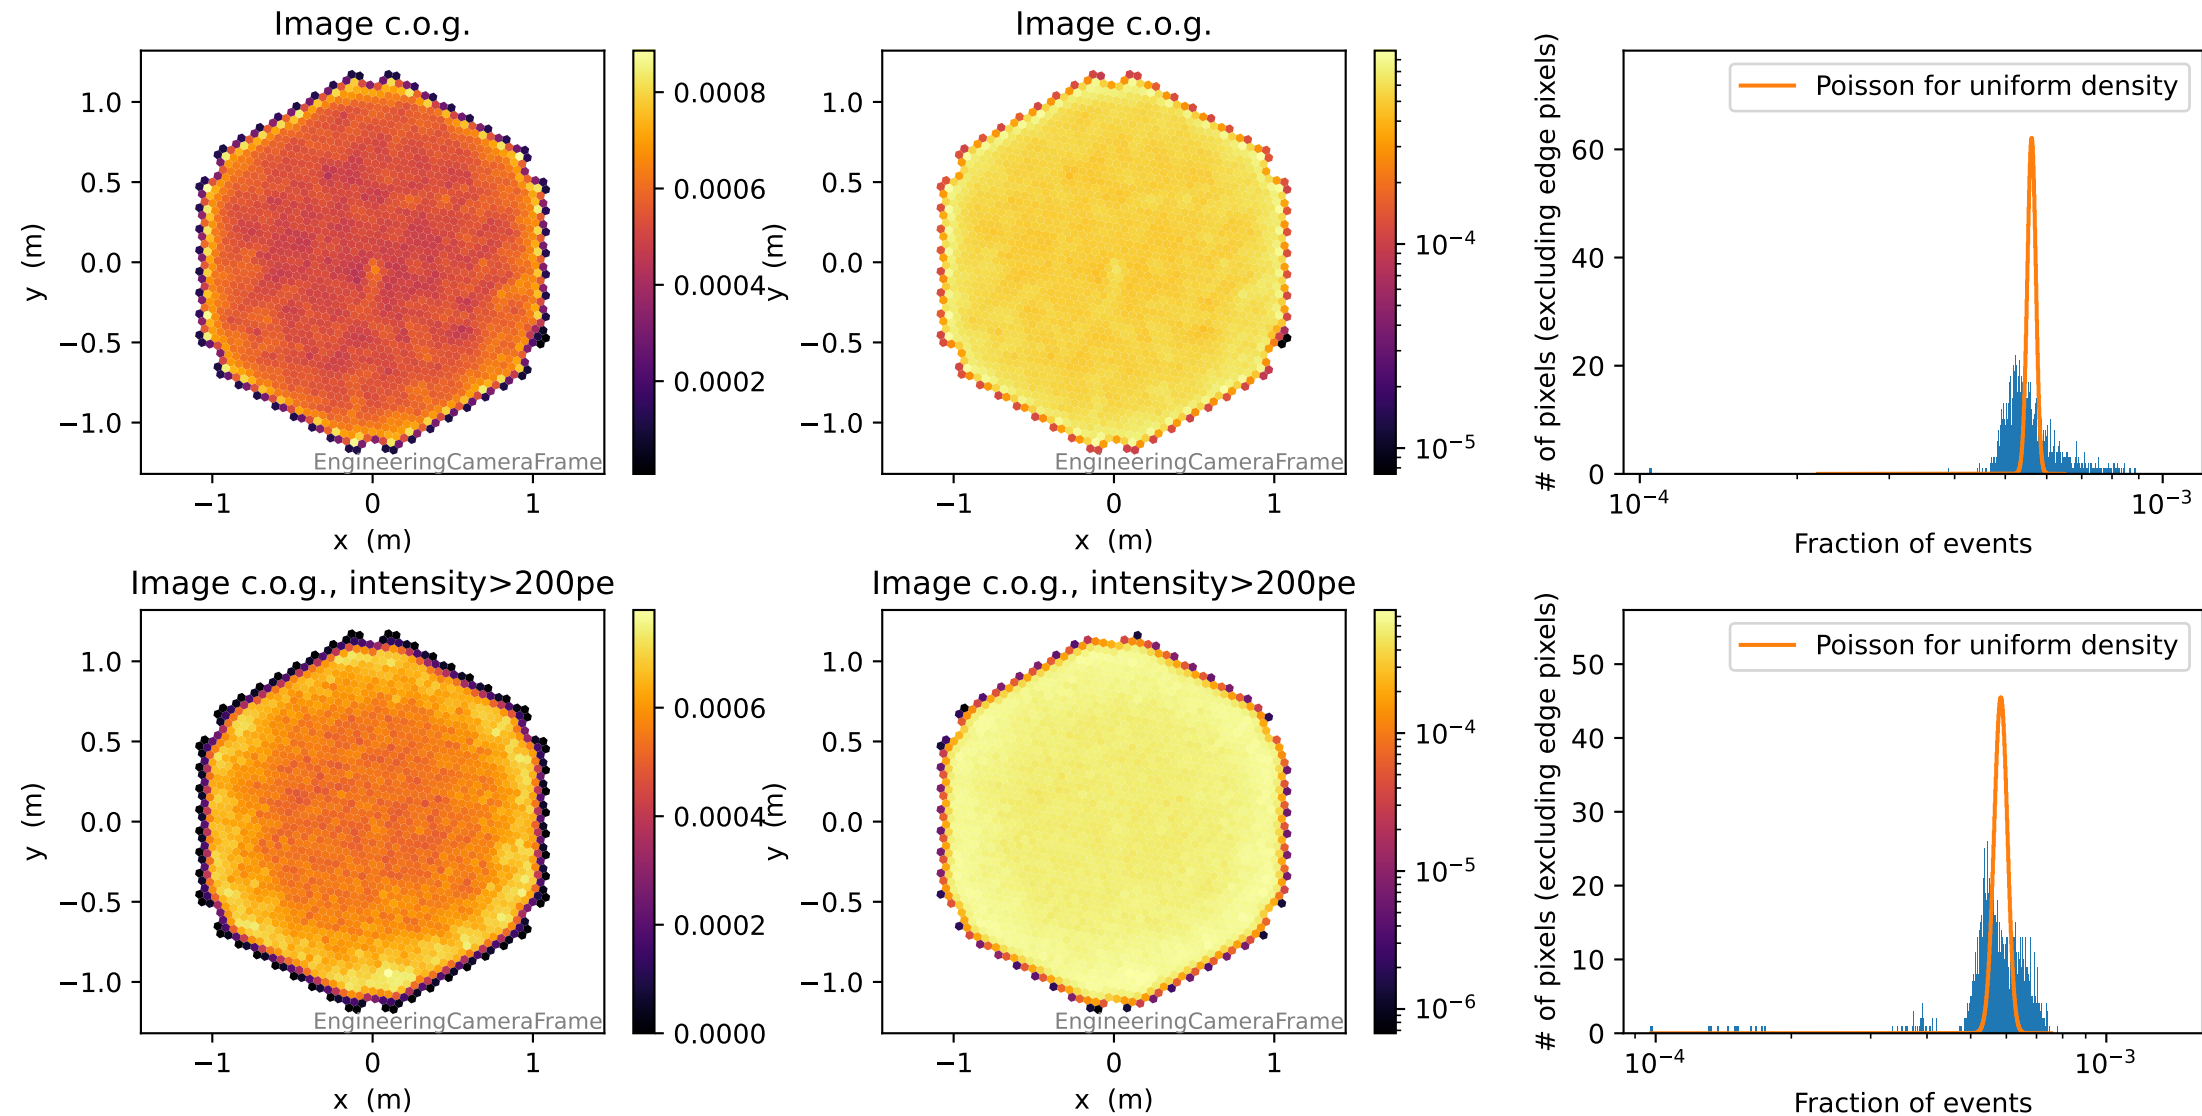 Image c.o.g.
1.0
0.5
0.0
−0.5
−1.0
y (m)
−1
0
1
x (m)
EngineeringCameraFrame
0.0008
0.0006
0.0004
0.0002
Image c.o.g.
1.0
0.5
0.0
−0.5
−1.0
y (m)
−1
0
1
x (m)
EngineeringCameraFrame
10⁻⁴
10⁻⁵
# of pixels (excluding edge pixels)
60
40
20
0
Poisson for uniform density
10⁻⁴
10⁻³
Fraction of events
Image c.o.g., intensity>200pe
1.0
0.5
0.0
−0.5
−1.0
y (m)
−1
0
1
x (m)
EngineeringCameraFrame
0.0006
0.0004
0.0002
0.0000
Image c.o.g., intensity>200pe
1.0
0.5
0.0
−0.5
−1.0
y (m)
−1
0
1
x (m)
EngineeringCameraFrame
10⁻⁴
10⁻⁵
10⁻⁶
# of pixels (excluding edge pixels)
50
40
30
20
10
0
Poisson for uniform density
10⁻⁴
10⁻³
Fraction of events